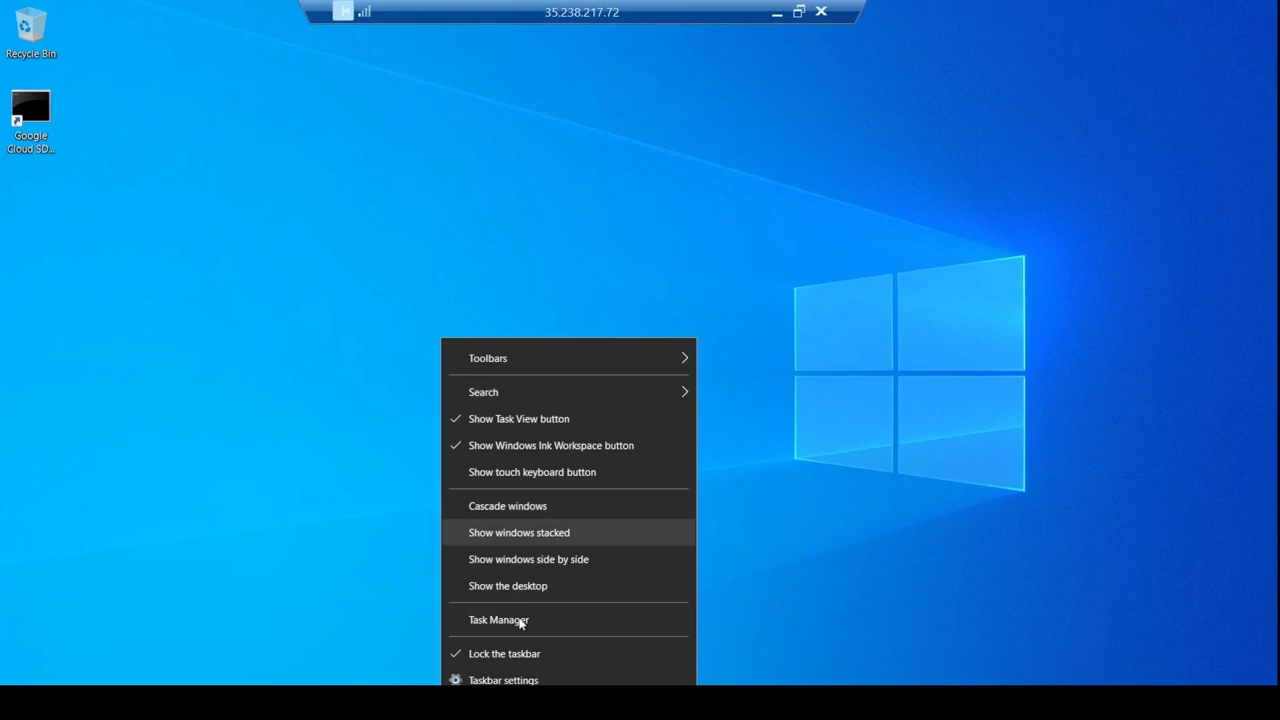 35.238.217.72
Recycle Bin
Google
Cloud SD...
Toolbars
Search
Show Task View button
Show Windows Ink Workspace button
Show touch keyboard button
Cascade windows
Show windows stacked
Show windows side by side
Show the desktop
Task Manager
Lock the taskbar
Taskbar settings